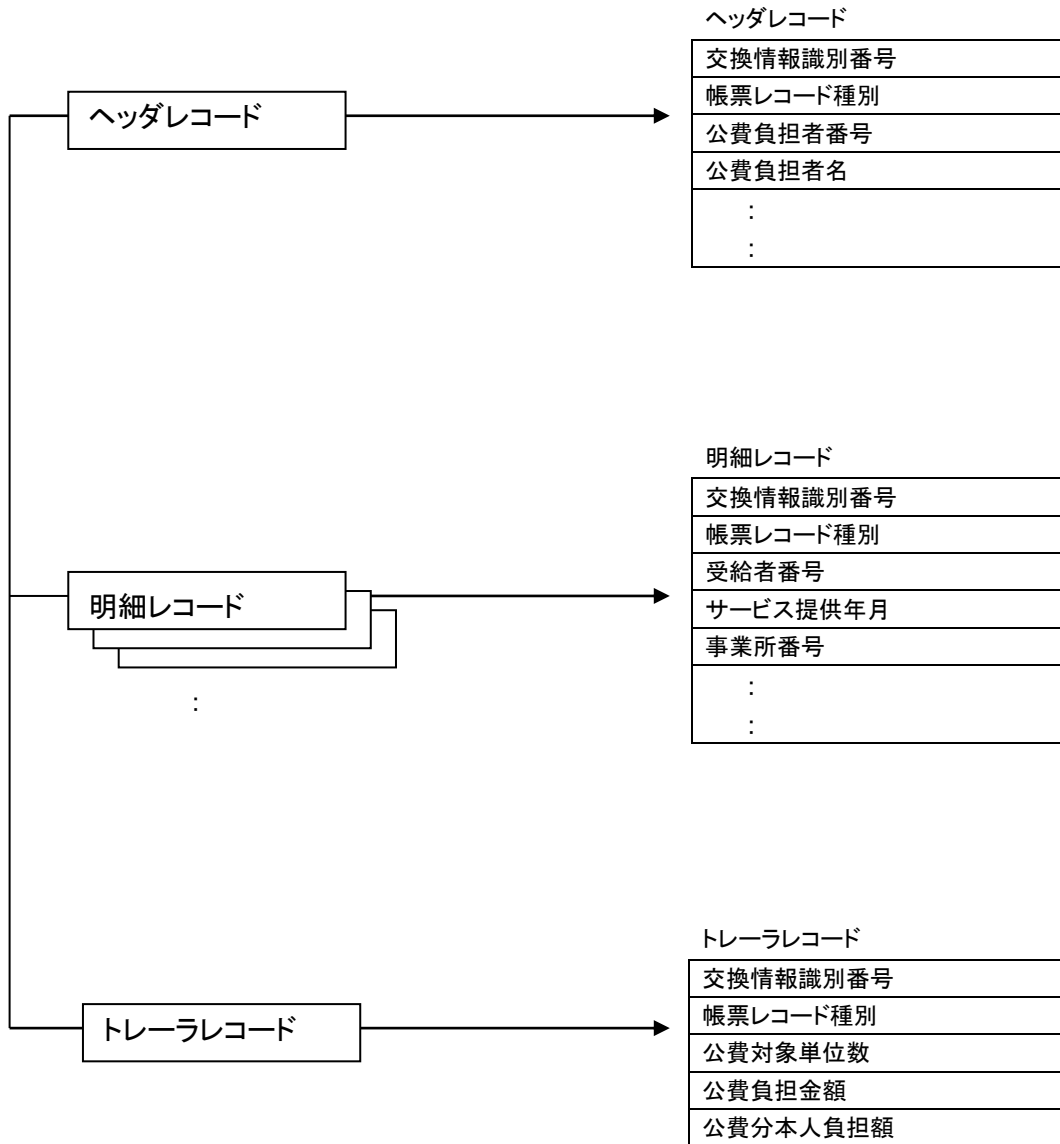 ヘッダレコード
ヘッダレコード
交換情報識別番号
帳票レコード種別
公費負担者番号
公費負担者名
:
:
明細レコード
:
明細レコード
交換情報識別番号
帳票レコード種別
受給者番号
サービス提供年月
事業所番号
:
:
トレーラレコード
トレーラレコード
交換情報識別番号
帳票レコード種別
公費対象単位数
公費負担金額
公費分本人負担額